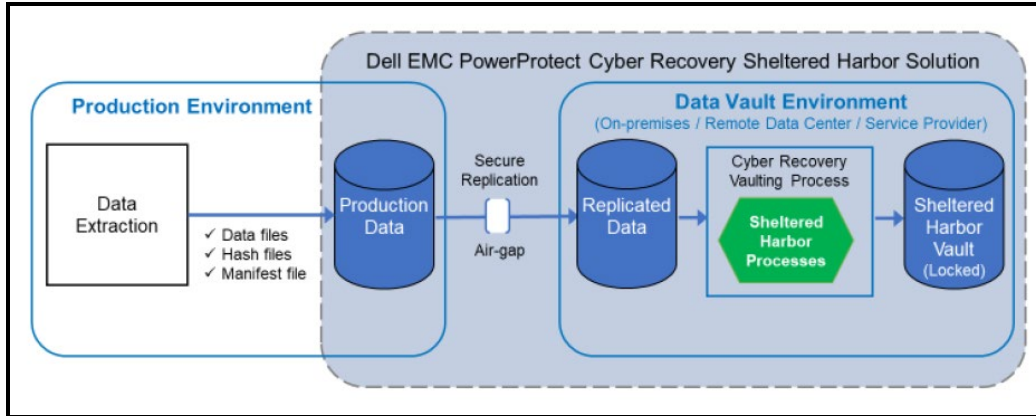 Dell EMC PowerProtect Cyber Recovery Sheltered Harbor Solution
Production Environment
Data
Extraction
✓ Data files
✓ Hash files
✓ Manifest file
Production
Data
Secure
Replication
Air-gap
Data Vault Environment
(On-premises / Remote Data Center / Service Provider)
Replicated
Data
Cyber Recovery
Vaulting Process
Sheltered
Harbor
Processes
Sheltered
Harbor
Vault
(Locked)